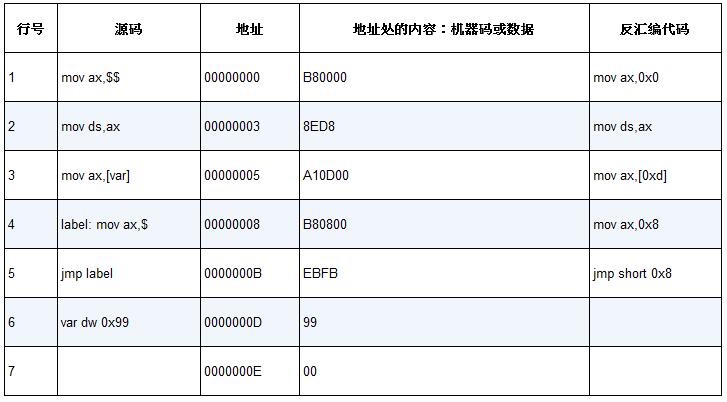 行号 源码 地址 地址处的内容：机器码或数据 反汇编代码
1 mov ax,$$ 00000000 B80000 mov ax,0x0
2 mov ds,ax 00000003 8ED8 mov ds,ax
3 mov ax,[var] 00000005 A10D00 mov ax,[0xd]
4 label: mov ax,$ 00000008 B80800 mov ax,0x8
5 jmp label 0000000B EBFB jmp short 0x8
6 var dw 0x99 0000000D 99
7 0000000E 00